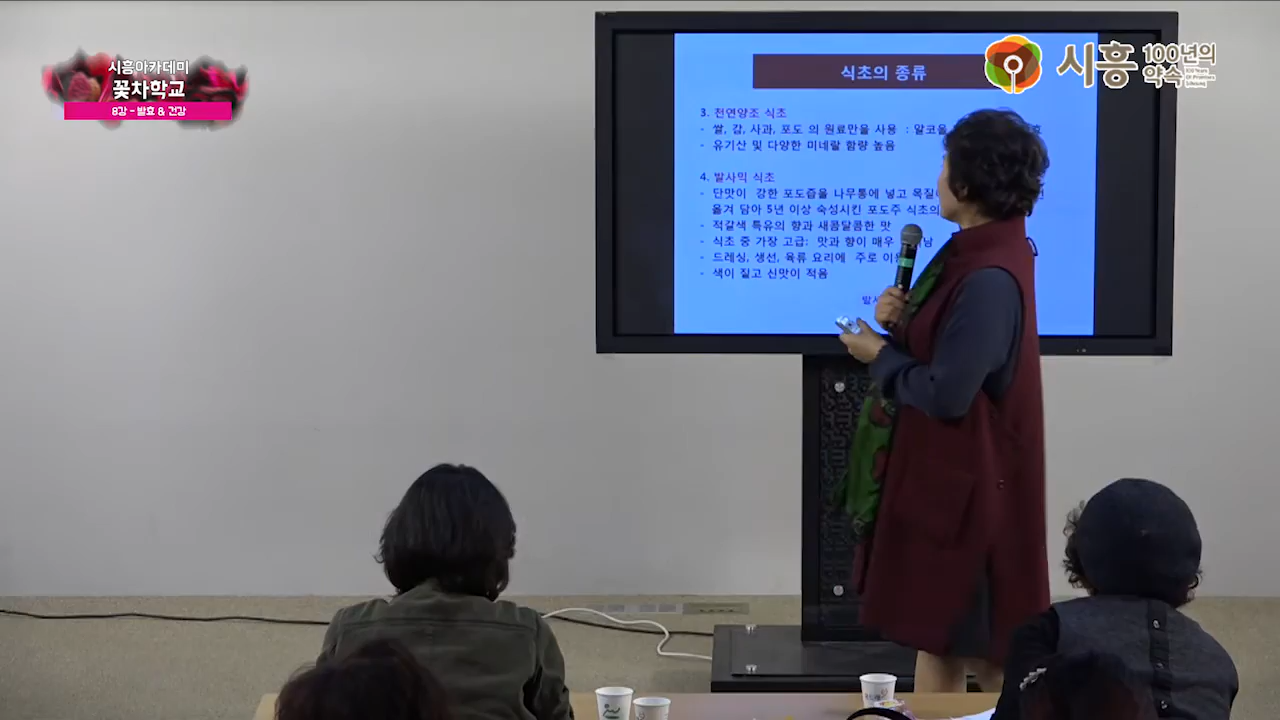 시흥아카데미
꽃차학교
8강 - 발효 & 건강
시흥 100년의
약속
식초의 종류
3. 천연양조 식초
- 쌀, 감, 사과, 포도 의 원료만을 사용 : 알코올
- 유기산 및 다양한 미네랄 함량 높음
4. 발사믹 식초
- 단맛이 강한 포도즙을 나무통에 넣고 목질이
옮겨 담아 5년 이상 숙성시킨 포도주 식초의
- 적갈색 특유의 향과 새콤달콤한 맛
- 식초 중 가장 고급: 맛과 향이 매우
- 드레싱, 생선, 육류 요리에 주로
- 색이 짙고 신맛이 적음